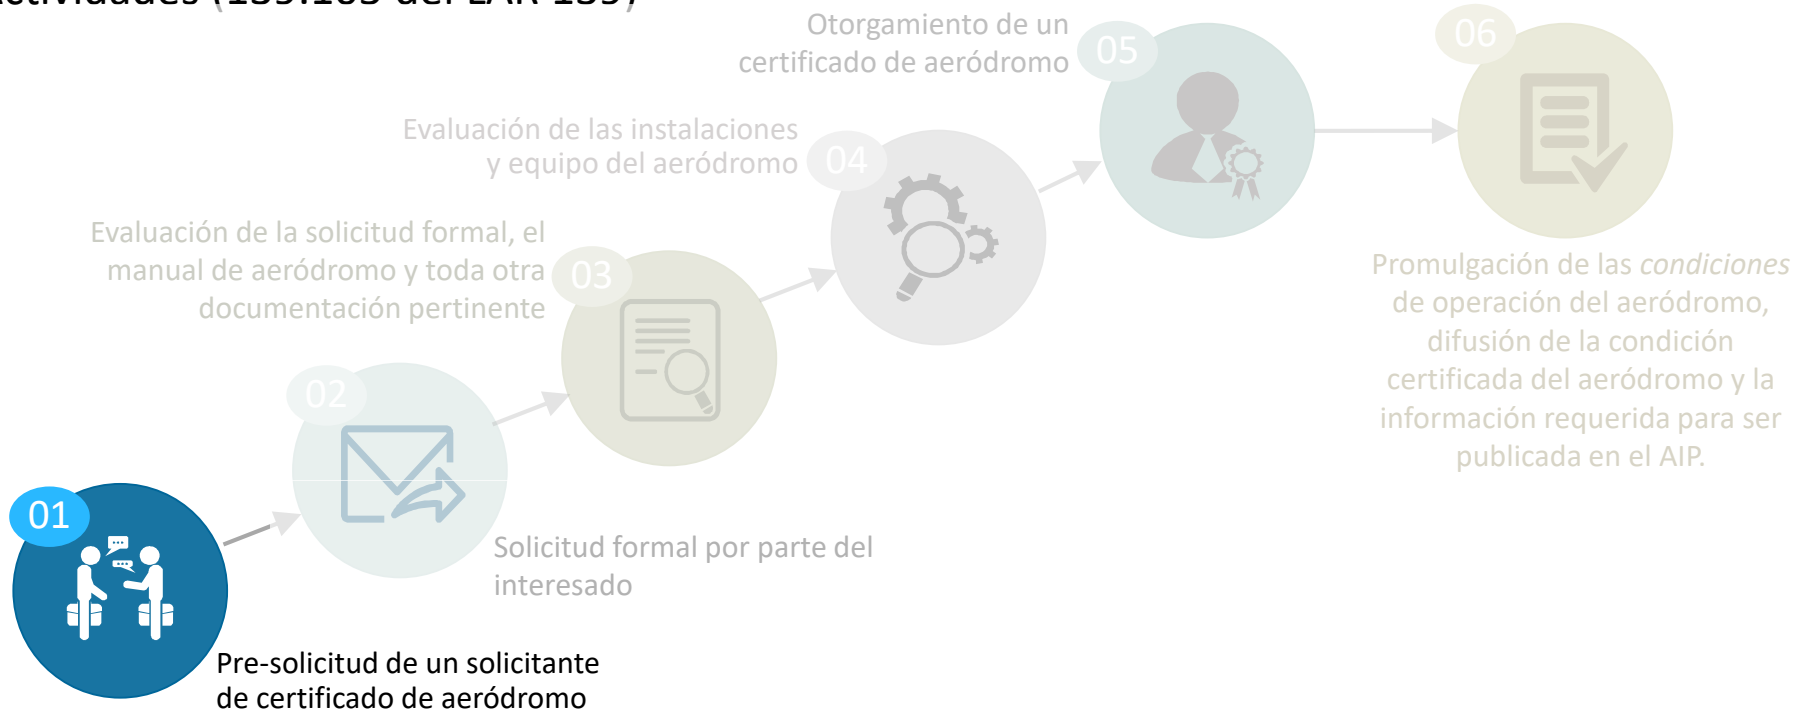 05
Otorgamiento de un
certificado de aeródromo
06
04
Evaluación de las instalaciones
y equipo del aeródromo
03
Evaluación de la solicitud formal, el
manual de aeródromo y toda otra
documentación pertinente
Promulgación de las condiciones
de operación del aeródromo,
difusión de la condición
certificada del aeródromo y la
información requerida para ser
publicada en el AIP.
02
Solicitud formal por parte del
interesado
01
Pre-solicitud de un solicitante
de certificado de aeródromo